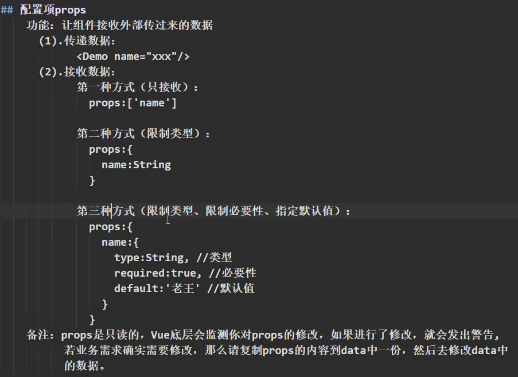 ## 配置项props
功能：让组件接收外部传过来的数据
(1).传递数据：
<Demo name="xxx"/>
(2).接收数据：
第一种方式（只接收）：
props:['name']
第二种方式（限制类型）：
props:{
name:String
}
第三种方式（限制类型、限制必要性、指定默认值）：
props:{
name:{
type:String, //类型
required:true, //必要性
default:'老王' //默认值
}
}
备注：props是只读的，Vue底层会监测你对props的修改，如果进行了修改，就会发出警告，
若业务需求确实需要修改，那么请复制props的内容到data中一份，然后去修改data中
的数据。